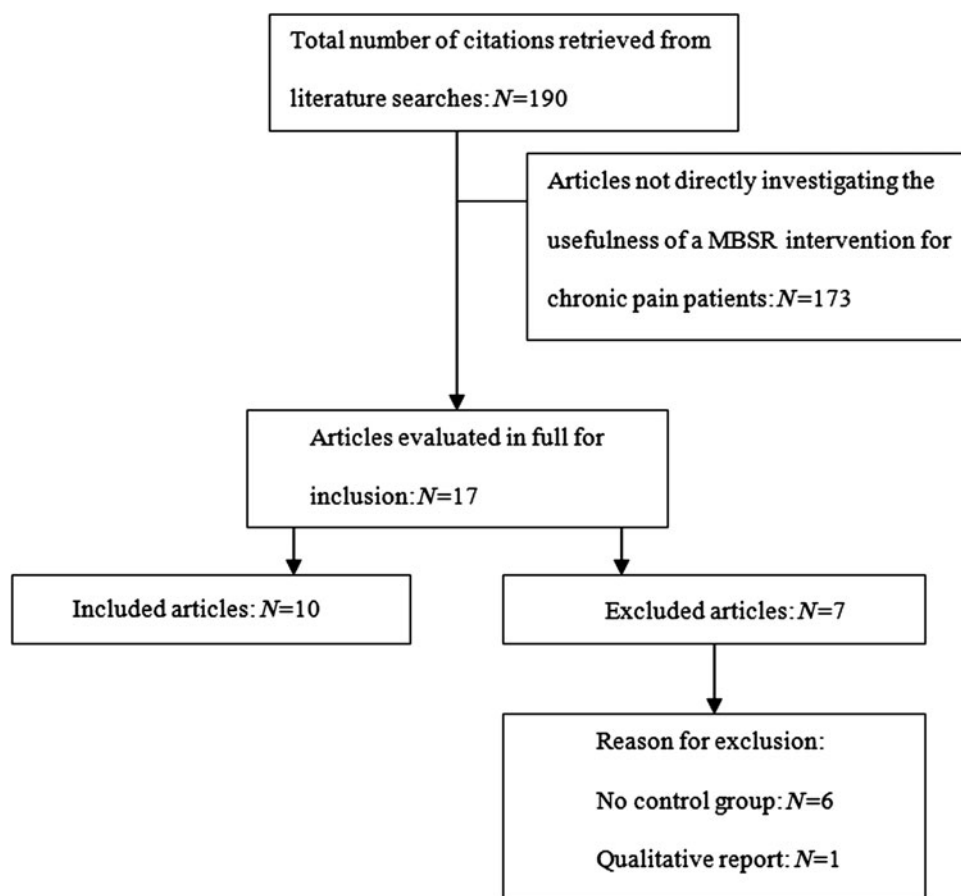 Total number of citations retrieved from
literature searches: N=190
Articles not directly investigating the
usefulness of a MBSR intervention for
chronic pain patients: N=173
Articles evaluated in full for
inclusion: N=17
Included articles: N=10
Excluded articles: N=7
Reason for exclusion:
No control group: N=6
Qualitative report: N=1